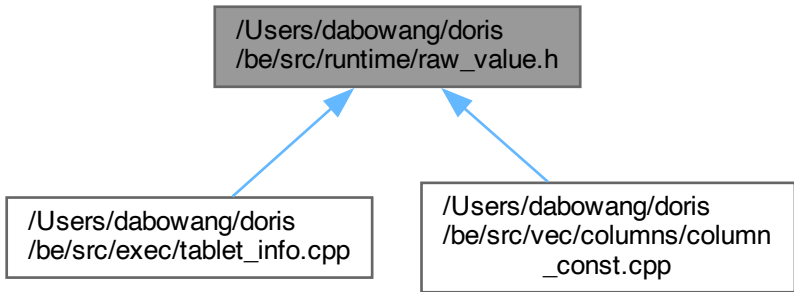 /Users/dabowang/doris
/be/src/runtime/raw_value.h
/Users/dabowang/doris
/be/src/exec/tablet_info.cpp
/Users/dabowang/doris
/be/src/vec/columns/column
_const.cpp